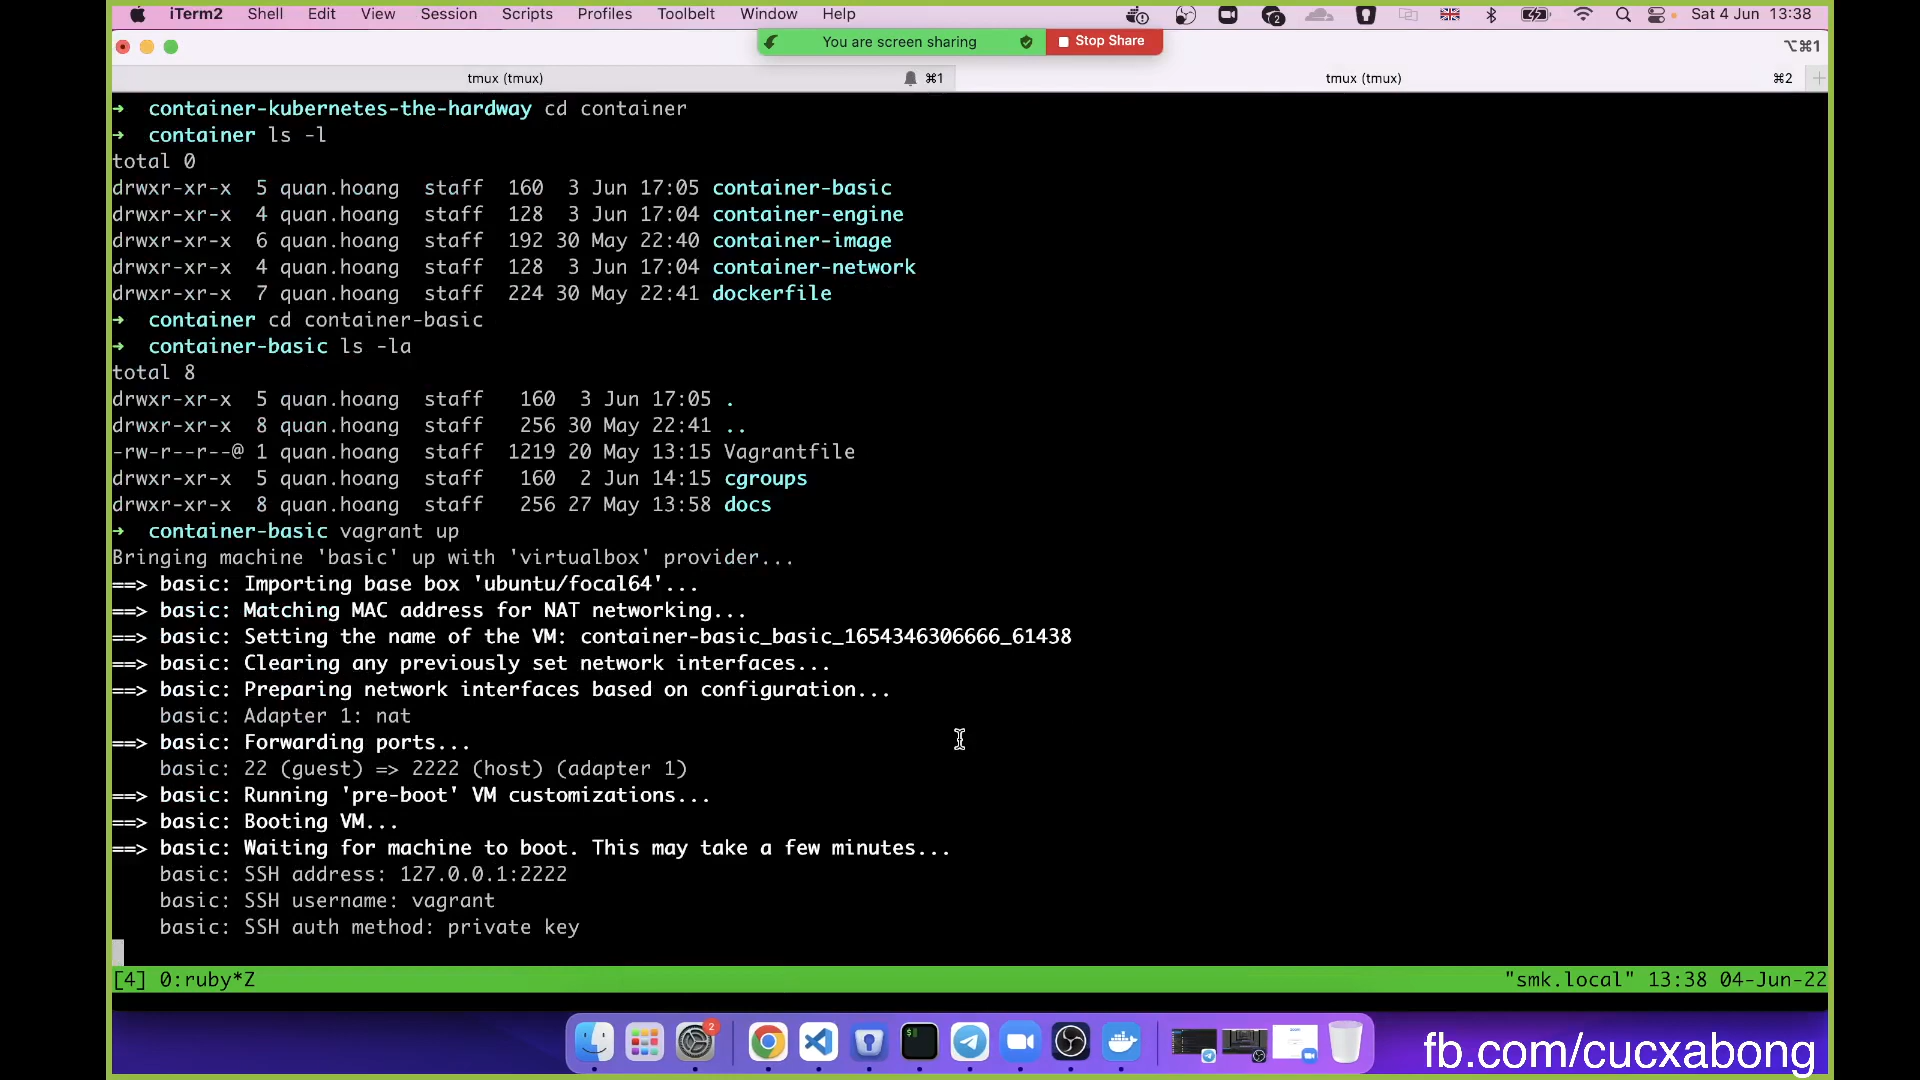 iTerm2 Shell Edit View Session Scripts Profiles Toolbelt Window Help 2 Sat 4 Jun 13:38
You are screen sharing Stop Share
⌥⌘1
tmux (tmux) ⌘1 tmux (tmux) ⌘2 +
→ container-kubernetes-the-hardway cd container
→ container ls -l
total 0
drwxr-xr-x 5 quan.hoang staff 160 3 Jun 17:05 container-basic
drwxr-xr-x 4 quan.hoang staff 128 3 Jun 17:04 container-engine
drwxr-xr-x 6 quan.hoang staff 192 30 May 22:40 container-image
drwxr-xr-x 4 quan.hoang staff 128 3 Jun 17:04 container-network
drwxr-xr-x 7 quan.hoang staff 224 30 May 22:41 dockerfile
→ container cd container-basic
→ container-basic ls -la
total 8
drwxr-xr-x 5 quan.hoang staff 160 3 Jun 17:05 .
drwxr-xr-x 8 quan.hoang staff 256 30 May 22:41 ..
-rw-r--r--@ 1 quan.hoang staff 1219 20 May 13:15 Vagrantfile
drwxr-xr-x 5 quan.hoang staff 160 2 Jun 14:15 cgroups
drwxr-xr-x 8 quan.hoang staff 256 27 May 13:58 docs
→ container-basic vagrant up
Bringing machine 'basic' up with 'virtualbox' provider...
==> basic: Importing base box 'ubuntu/focal64'...
==> basic: Matching MAC address for NAT networking...
==> basic: Setting the name of the VM: container-basic_basic_1654346306666_61438
==> basic: Clearing any previously set network interfaces...
==> basic: Preparing network interfaces based on configuration...
basic: Adapter 1: nat
==> basic: Forwarding ports...
basic: 22 (guest) => 2222 (host) (adapter 1)
==> basic: Running 'pre-boot' VM customizations...
==> basic: Booting VM...
==> basic: Waiting for machine to boot. This may take a few minutes...
basic: SSH address: 127.0.0.1:2222
basic: SSH username: vagrant
basic: SSH auth method: private key
[4] 0:ruby*Z "smk.local" 13:38 04-Jun-22
2
fb.com/cucxabong